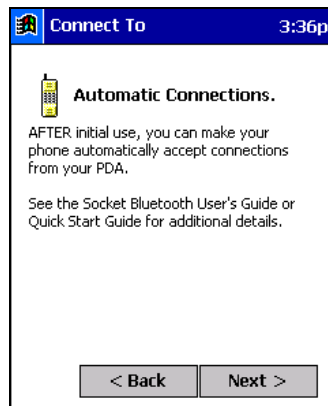 Connect To 3:36p
Automatic Connections.
AFTER initial use, you can make your
phone automatically accept connections
from your PDA.
See the Socket Bluetooth User's Guide or
Quick Start Guide for additional details.
< Back Next >